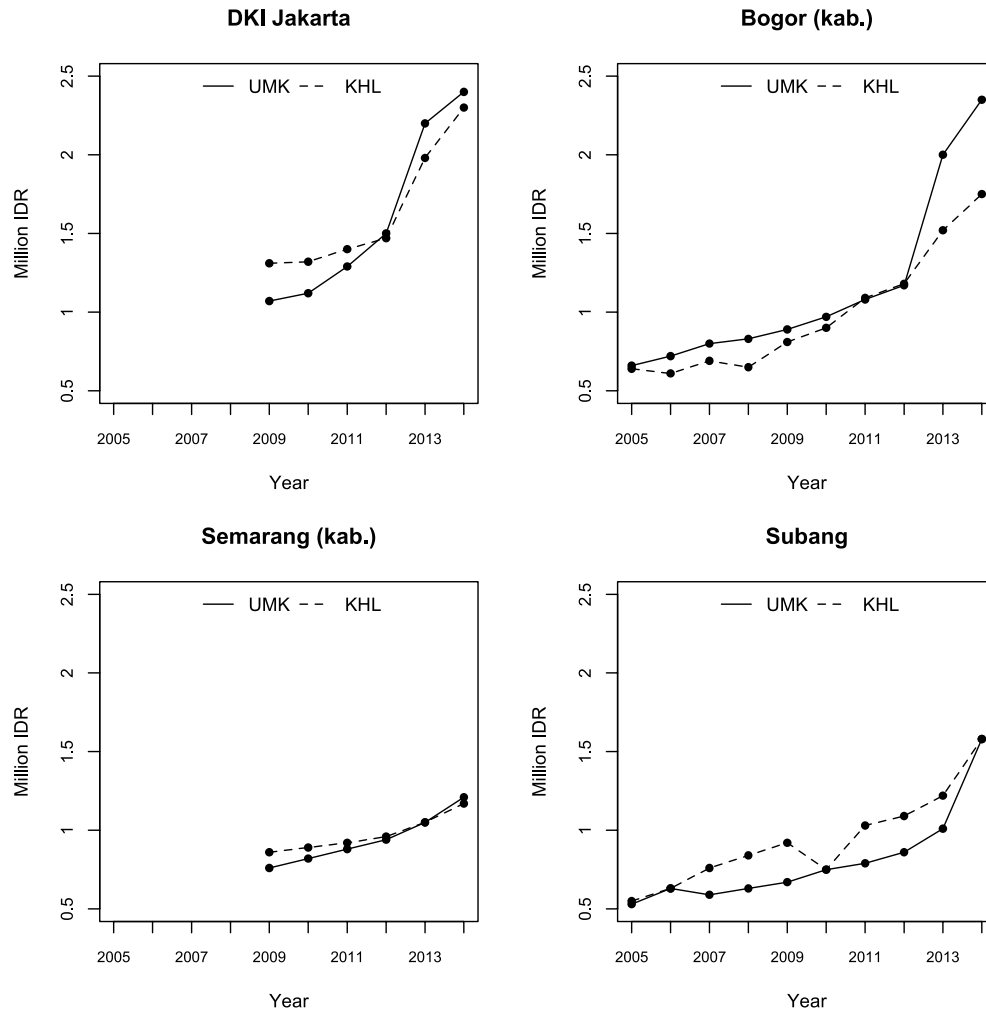 DKI Jakarta
UMK KHL
2.5
2
1.5
1
0.5
Million IDR
2005 2007 2009 2011 2013
Year
Bogor (kab.)
UMK KHL
2.5
2
1.5
1
0.5
Million IDR
2005 2007 2009 2011 2013
Year
Semarang (kab.)
UMK KHL
2.5
2
1.5
1
0.5
Million IDR
2005 2007 2009 2011 2013
Year
Subang
UMK KHL
2.5
2
1.5
1
0.5
Million IDR
2005 2007 2009 2011 2013
Year